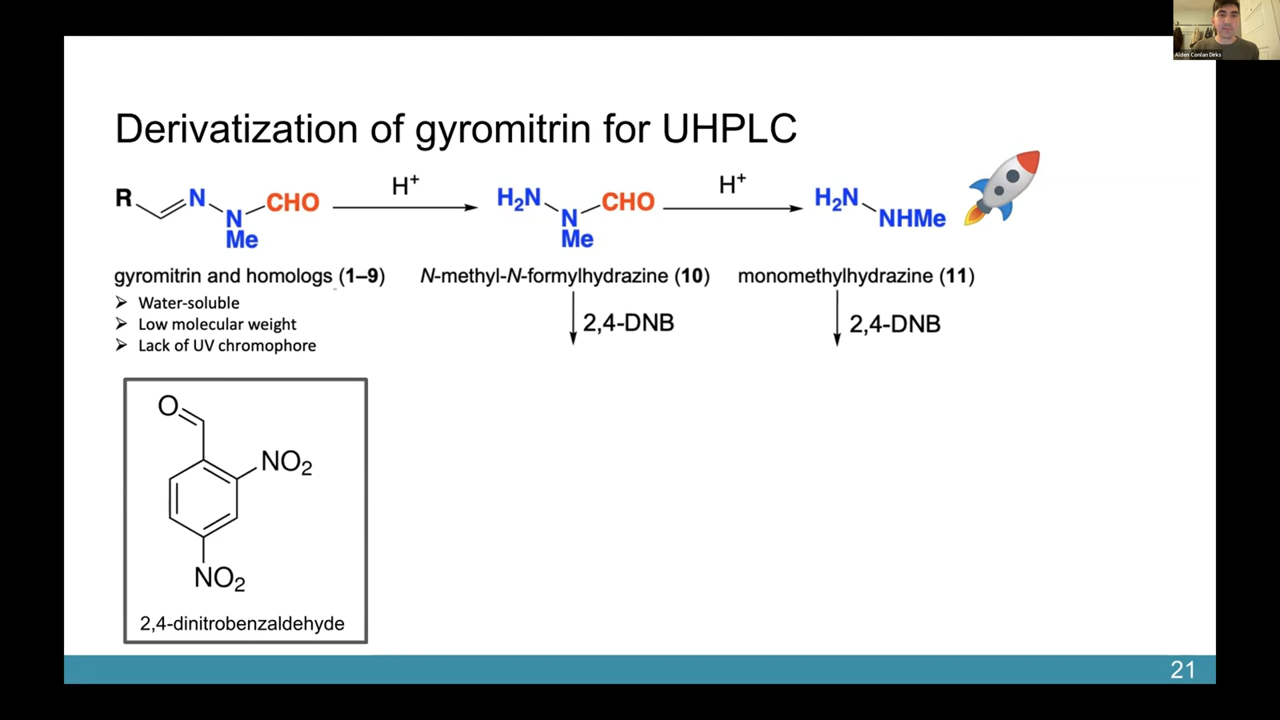 Alden Conlan Dirks
Derivatization of gyromitrin for UHPLC
R N N CHO Me
H⁺
H₂N N CHO Me
H⁺
H₂N NHMe
gyromitrin and homologs (1–9)
N-methyl-N-formylhydrazine (10)
monomethylhydrazine (11)
➢ Water-soluble
➢ Low molecular weight
➢ Lack of UV chromophore
2,4-DNB
2,4-DNB
O
NO₂
NO₂
2,4-dinitrobenzaldehyde
21